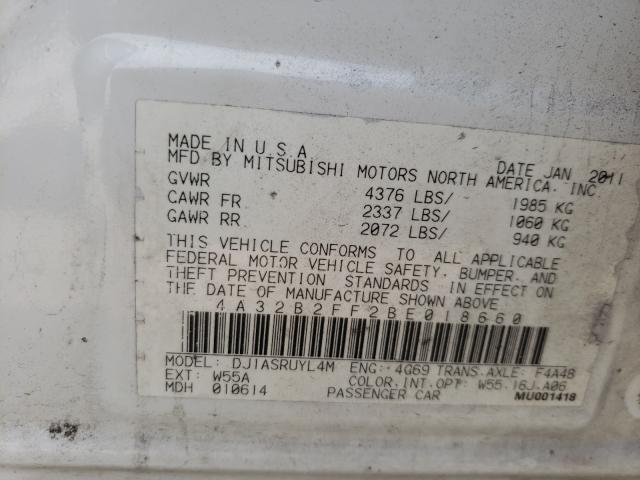 MADE IN U S A
DATE JAN 2011
MFD BY MITSUBISHI MOTORS NORTH AMERICA, INC
GVWR 4376 LBS/ 1985 KG
CAWR FR 2337 LBS/ 1060 KG
GAWR RR 2072 LBS/ 940 KG
THIS VEHICLE CONFORMS TO ALL APPLICABLE
FEDERAL MOTOR VEHICLE SAFETY, BUMPER, AND
THEFT PREVENTION STANDARDS IN EFFECT ON
THE DATE OF MANUFACTURE SHOWN ABOVE
4A32B2FF2BE018660
MODEL: DJ1ASRUYL4M ENG: 4G69 TRANS.AXLE: F4A4B
EXT: W55A COLOR.INT.OPT: W55.16J.A06
MDH 010614 PASSENGER CAR MU001418